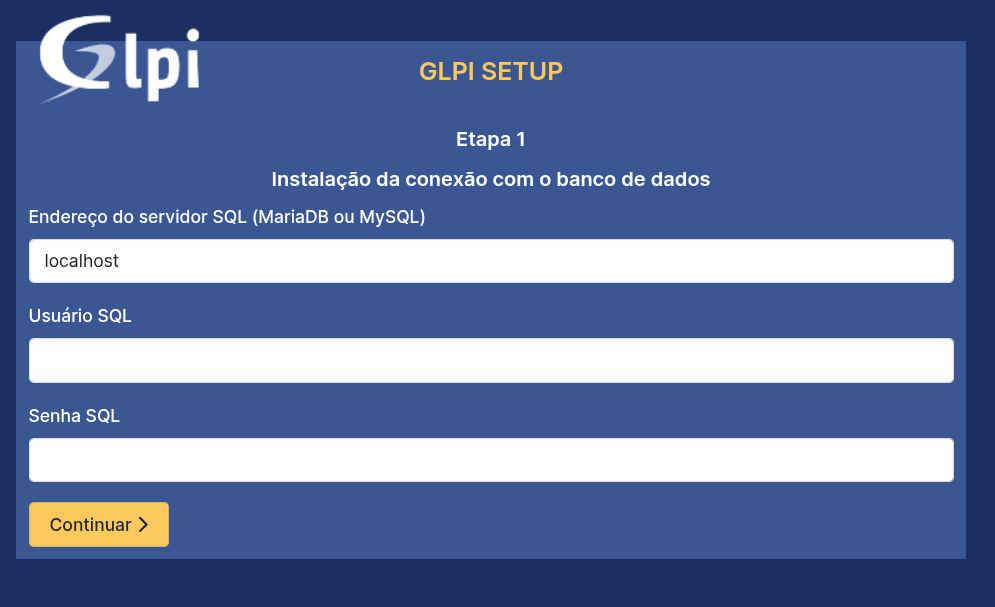 Glpi
GLPI SETUP
Etapa 1
Instalação da conexão com o banco de dados
Endereço do servidor SQL (MariaDB ou MySQL)
localhost
Usuário SQL
Senha SQL
Continuar